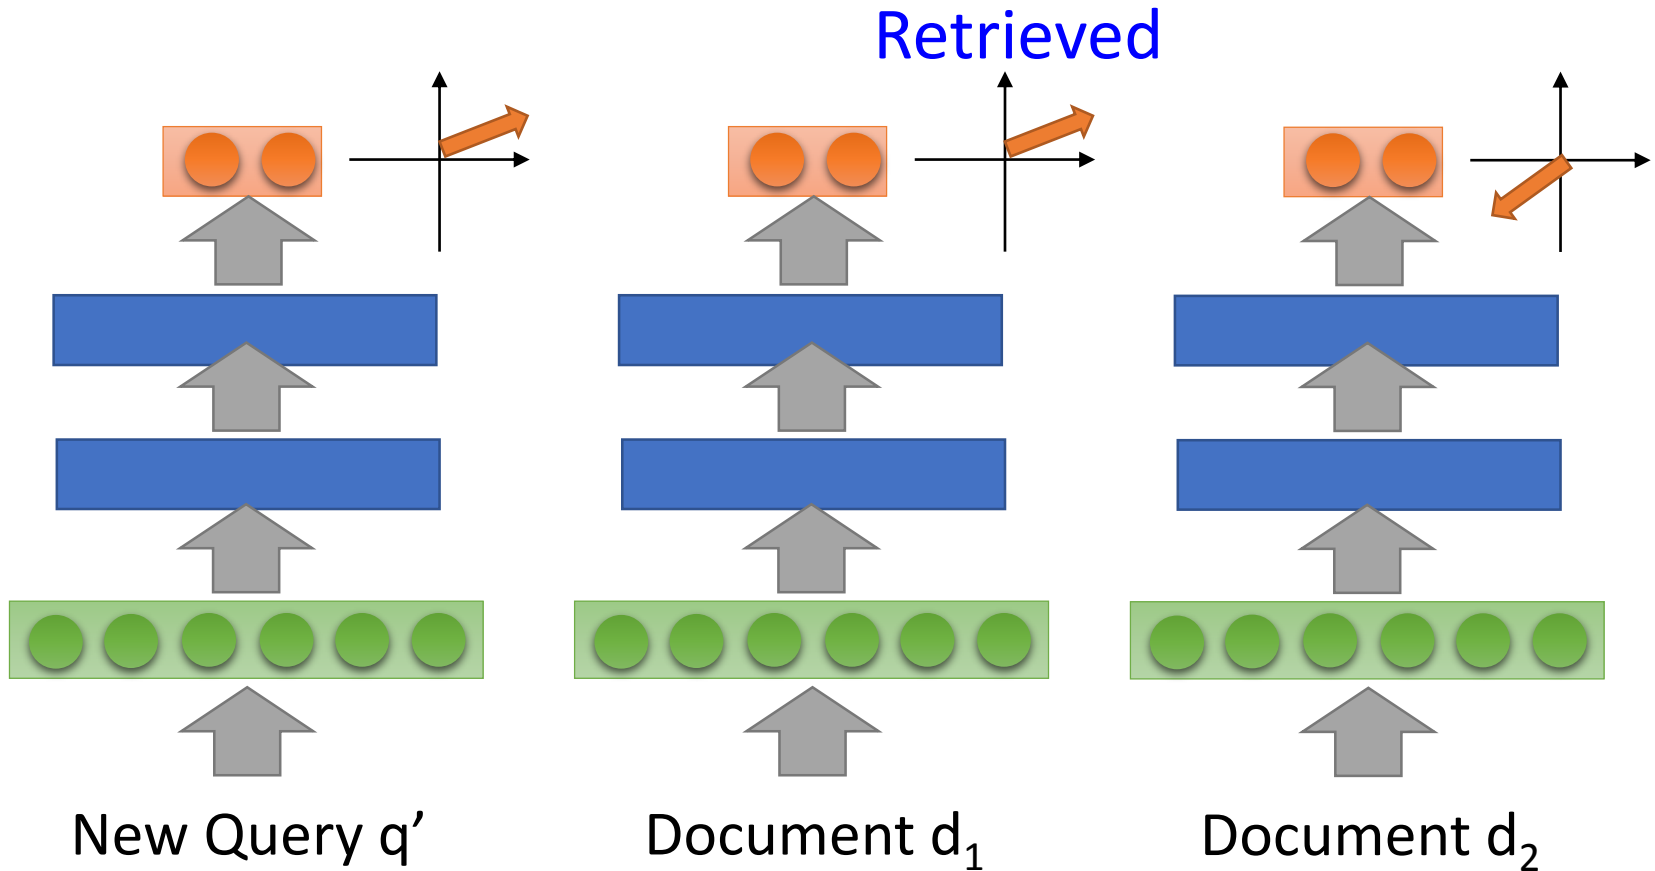 Retrieved
New Query q’
Document d₁
Document d₂